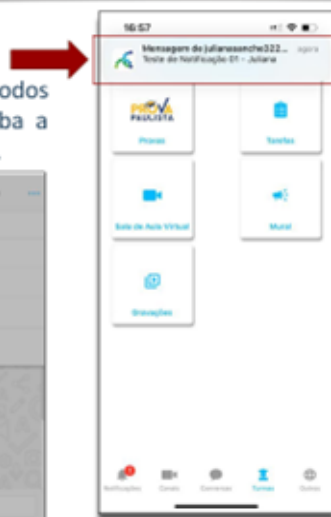 16:57
Mensagem de julianasanche322... agora
Teste de Notificação 01 - Juliana
odos
ba a
PROVA
PAULISTA
Provas
Tarefas
Sala de Aula Virtual
Mural
Gravações
Notificações
Canais
Conversas
Turmas
Outros